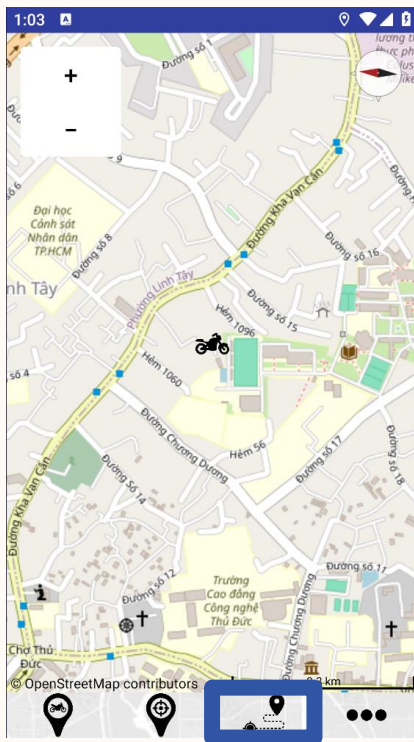 1:03 A
Đường số 1
+
−
Đường số 16
9
Đường Kha Vạn Cân
Đại học
Cảnh sát
Nhân dân
TP.HCM
Đường số 8
Phường Linh Tây
nh Tây
Đường số 15
Hẻm 1096
Hẻm 1060
số 4
Đường Chương Dương
Hẻm 56
Đường số 17
Đường số 18
Đường Kha Vạn Cân
Đường Số 14
Đường số 12
Đường số 11
Trường
Cao đẳng
Công nghệ
Thủ Đức
Đường Chương Dương
Chợ Thủ
Đức
© OpenStreetMap contributors